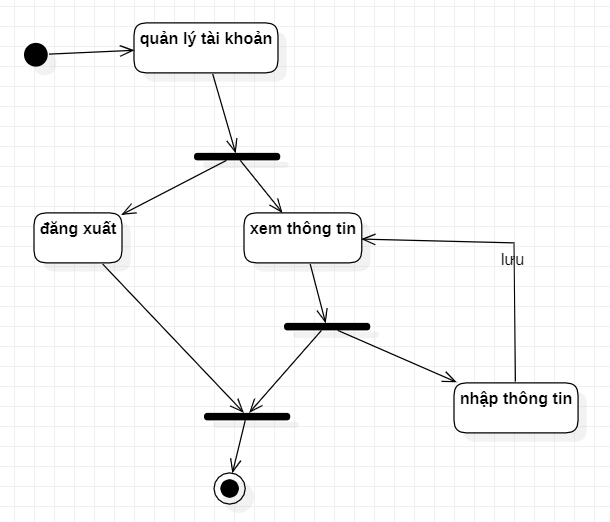 quản lý tài khoản
đăng xuất
xem thông tin
lưu
nhập thông tin